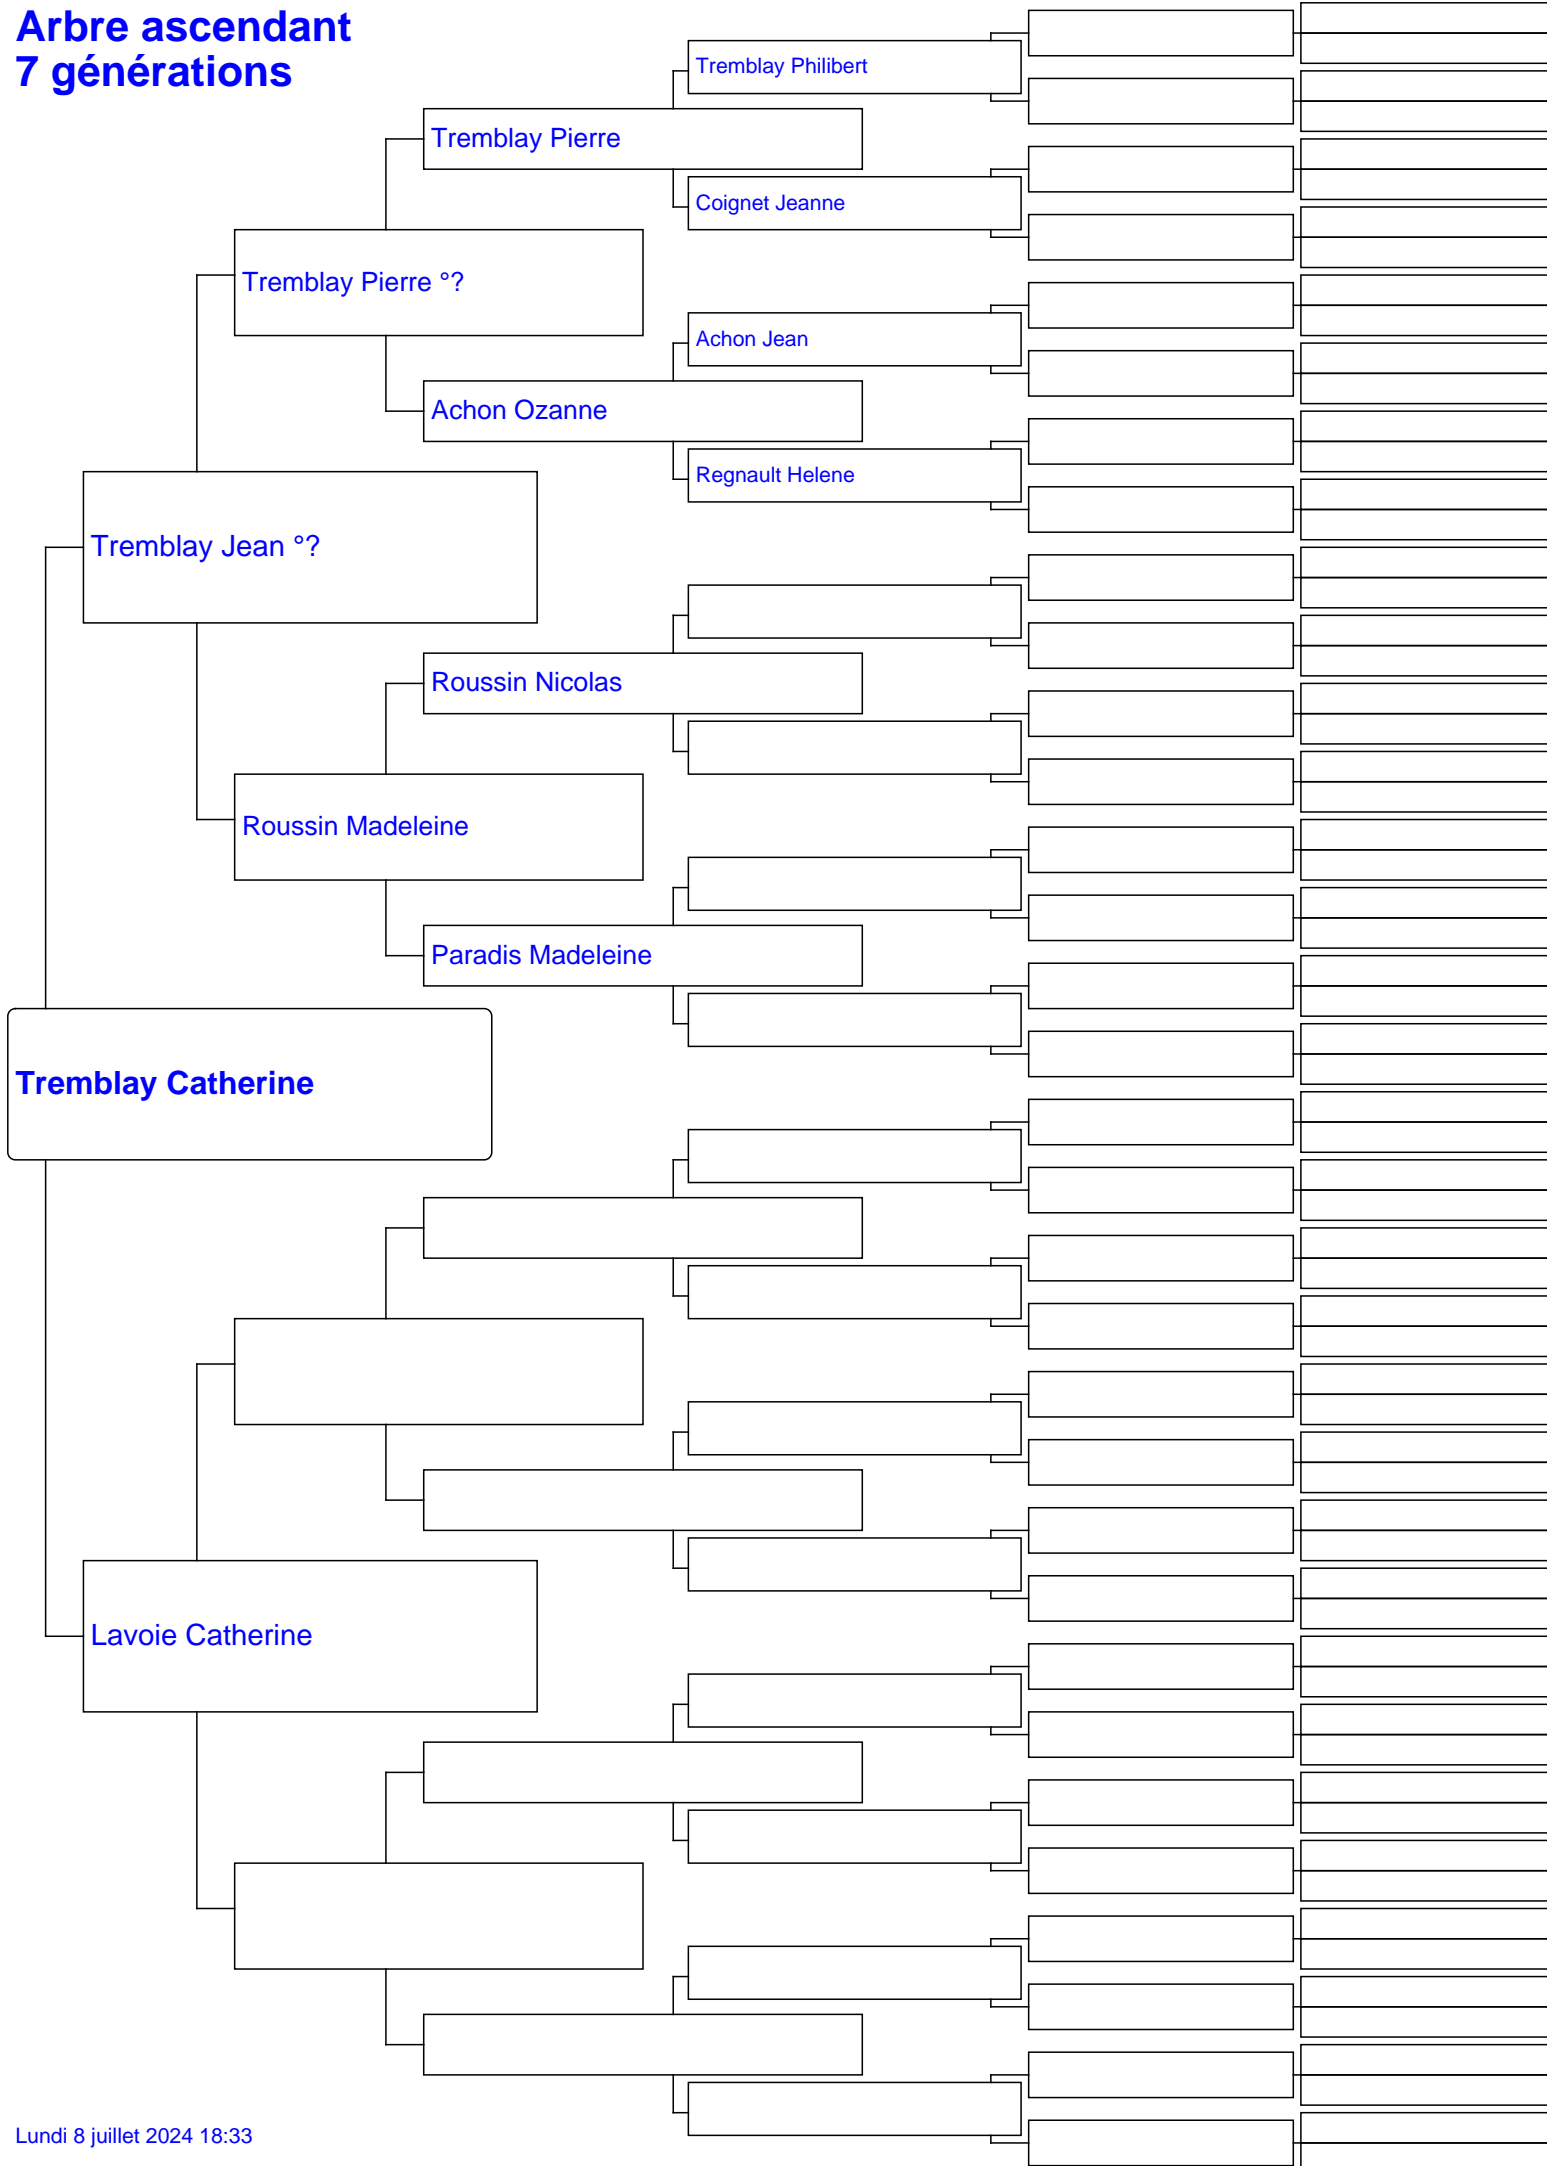 Arbre ascendant
7 générations
Tremblay Philibert
Tremblay Pierre
Coignet Jeanne
Tremblay Pierre °?
Achon Jean
Achon Ozanne
Regnault Helene
Tremblay Jean °?
Roussin Nicolas
Roussin Madeleine
Paradis Madeleine
Tremblay Catherine
Lavoie Catherine
Lundi 8 juillet 2024 18:33